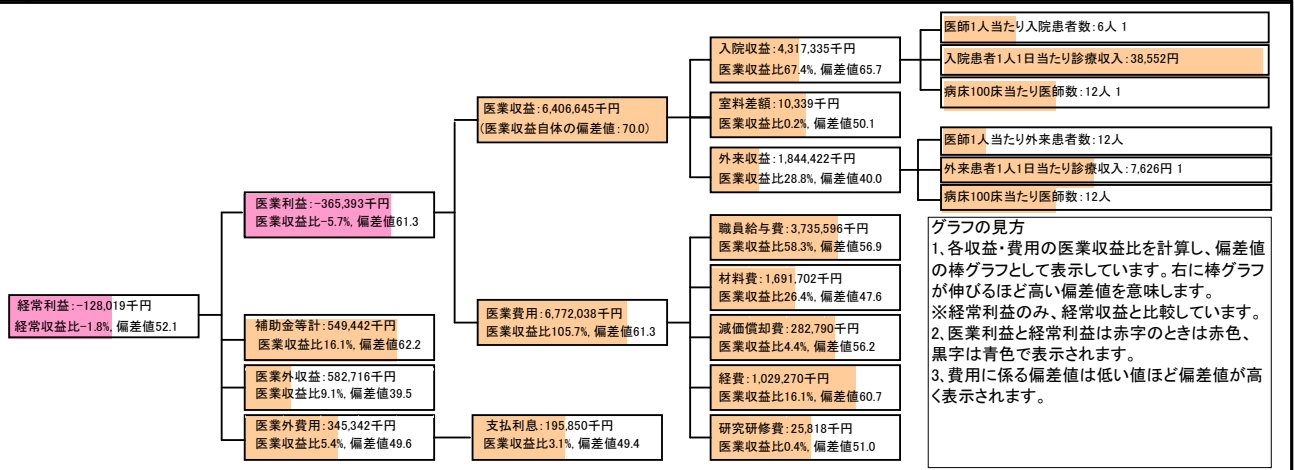 経常利益:-128,019千円
経常収益比-1.8%, 偏差値52.1
医業利益:-365,393千円
医業収益比-5.7%, 偏差値61.3
補助金等計:549,442千円
医業収益比16.1%, 偏差値62.2
医業外収益:582,716千円
医業収益比9.1%, 偏差値39.5
医業外費用:345,342千円
医業収益比5.4%, 偏差値49.6
支払利息:195,850千円
医業収益比3.1%, 偏差値49.4
医業収益:6,406,645千円
(医業収益自体の偏差値:70.0)
医業費用:6,772,038千円
医業収益比105.7%, 偏差値61.3
入院収益:4,317,335千円
医業収益比67.4%, 偏差値65.7
室料差額:10,339千円
医業収益比0.2%, 偏差値50.1
外来収益:1,844,422千円
医業収益比28.8%, 偏差値40.0
職員給与費:3,735,596千円
医業収益比58.3%, 偏差値56.9
材料費:1,691,702千円
医業収益比26.4%, 偏差値47.6
減価償却費:282,790千円
医業収益比4.4%, 偏差値56.2
経費:1,029,270千円
医業収益比16.1%, 偏差値60.7
研究研修費:25,818千円
医業収益比0.4%, 偏差値51.0
医師1人当たり入院患者数:6人 1
入院患者1人1日当たり診療収入:38,552円
病床100床当たり医師数:12人 1
医師1人当たり外来患者数:12人
外来患者1人1日当たり診療収入:7,626円 1
病床100床当たり医師数:12人
グラフの見方
1、各収益・費用の医業収益比を計算し、偏差値
の棒グラフとして表示しています。右に棒グラフ
が伸びるほど高い偏差値を意味します。
※経常利益のみ、経常収益と比較しています。
2、医業利益と経常利益は赤字のときは赤色、
黒字は青色で表示されます。
3、費用に係る偏差値は低い値ほど偏差値が高
く表示されます。